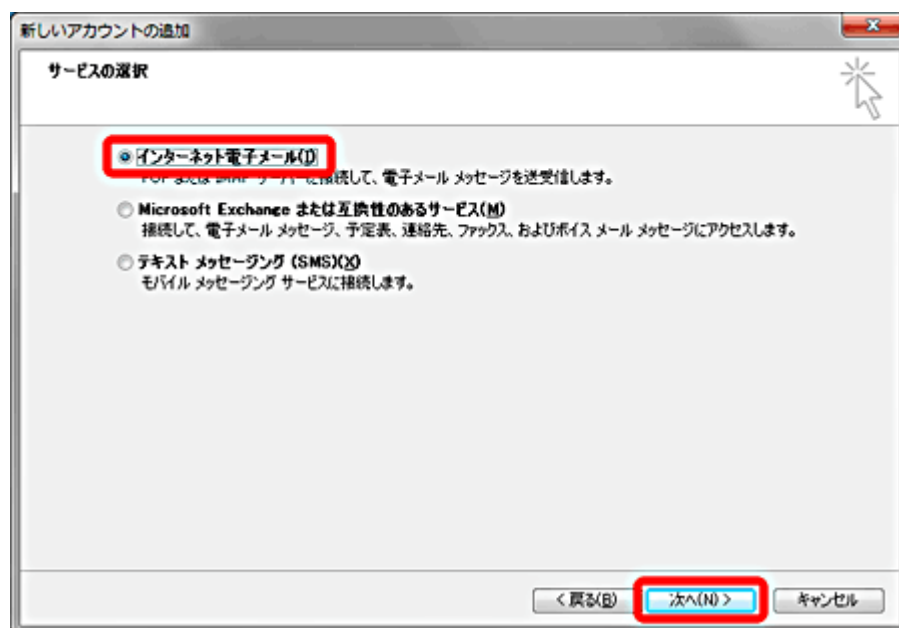 新しいアカウントの追加
サービスの選択
インターネット電子メール(I)
POP または IMAP サーバーに接続して、電子メール メッセージを送受信します。
Microsoft Exchange または互換性のあるサービス(M)
接続して、電子メール メッセージ、予定表、連絡先、ファックス、およびボイス メール メッセージにアクセスします。
テキスト メッセージング (SMS)(X)
モバイル メッセージング サービスに接続します。
< 戻る(B) 次へ(N) > キャンセル